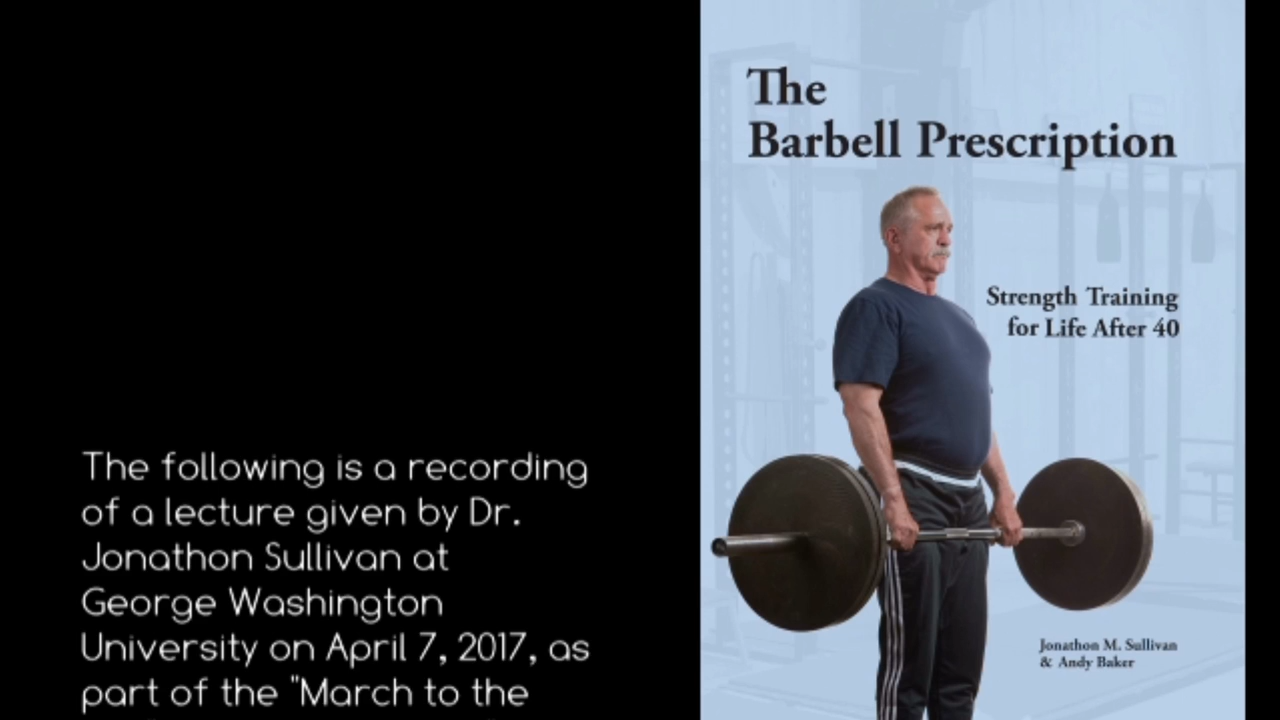 The following is a recording
of a lecture given by Dr.
Jonathon Sullivan at
George Washington
University on April 7, 2017, as
part of the "March to the
The
Barbell Prescription
Strength Training
for Life After 40
Jonathon M. Sullivan
& Andy Baker